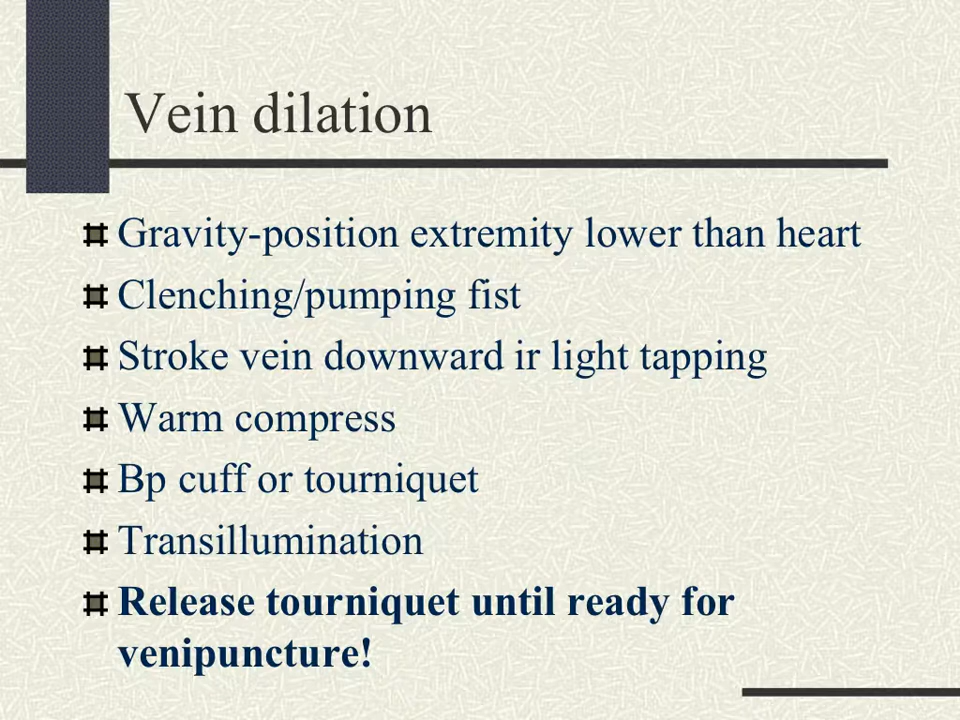 Vein dilation
Gravity-position extremity lower than heart
Clenching/pumping fist
Stroke vein downward ir light tapping
Warm compress
Bp cuff or tourniquet
Transillumination
Release tourniquet until ready for
venipuncture!